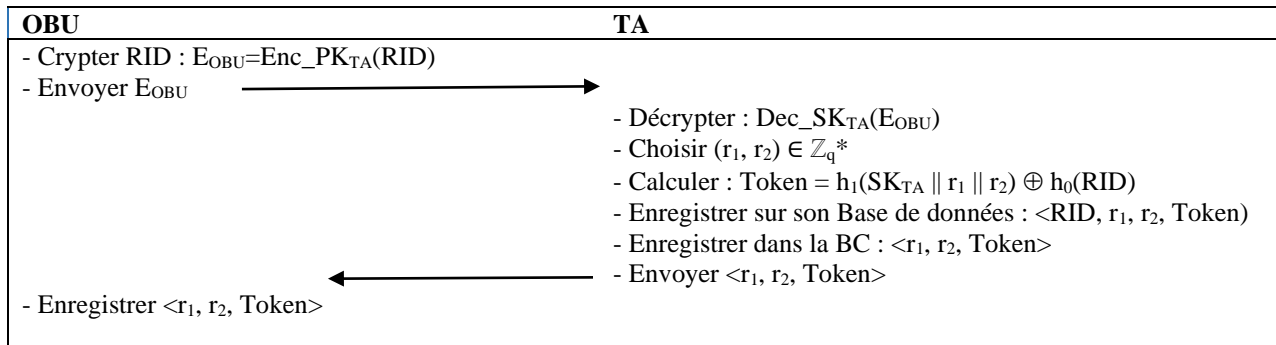 OBU TA
- Crypter RID : E_OBU=Enc_PK_TA(RID)
- Envoyer E_OBU
- Décrypter : Dec_SK_TA(E_OBU)
- Choisir (r₁, r₂) ∈ ℤ_q*
- Calculer : Token = h₁(SK_TA || r₁ || r₂) ⊕ h₀(RID)
- Enregistrer sur son Base de données : <RID, r₁, r₂, Token)
- Enregistrer dans la BC : <r₁, r₂, Token>
- Envoyer <r₁, r₂, Token>
- Enregistrer <r₁, r₂, Token>